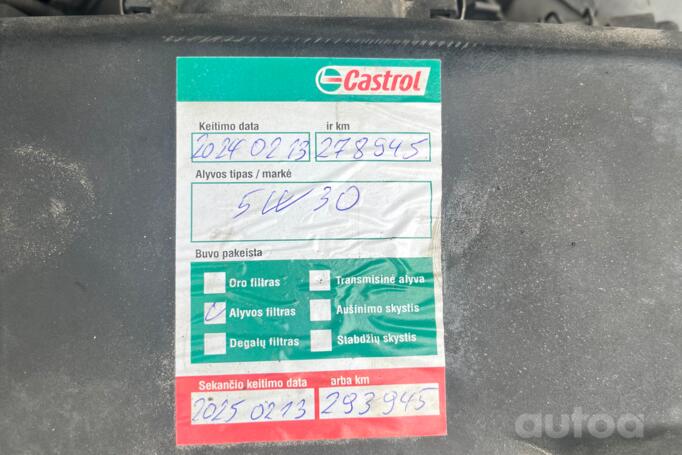 Castrol
Keitimo data ir km
2024 02 13 278945
Alyvos tipas / markė
5W30
Buvo pakeista
Oro filtras Transmisinė alyva
Alyvos filtras Aušinimo skystis
Degalų filtras Stabdžių skystis
Sekančio keitimo data arba km
2025 02 13 293945
autoa